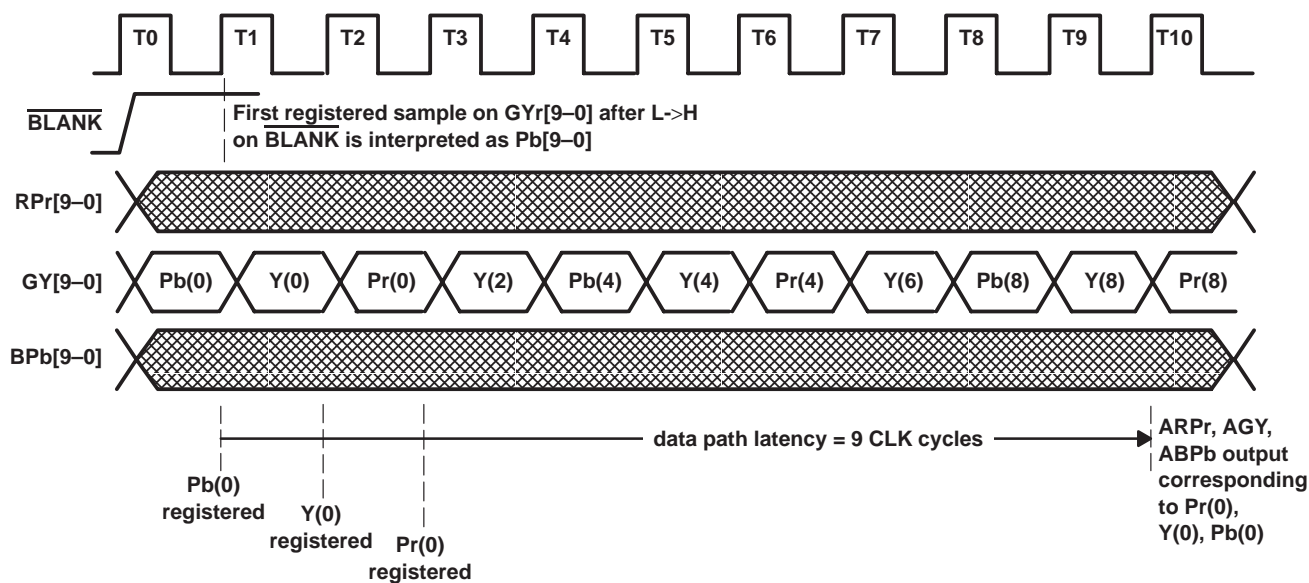 T0 T1 T2 T3 T4 T5 T6 T7 T8 T9 T10
BLANK
First registered sample on GYr[9–0] after L->H
on BLANK is interpreted as Pb[9–0]
RPr[9–0]
GY[9–0] Pb(0) Y(0) Pr(0) Y(2) Pb(4) Y(4) Pr(4) Y(6) Pb(8) Y(8) Pr(8)
BPb[9–0]
data path latency = 9 CLK cycles
ARPr, AGY,
ABPb output
corresponding
to Pr(0),
Y(0), Pb(0)
Pb(0)
registered
Y(0)
registered
Pr(0)
registered